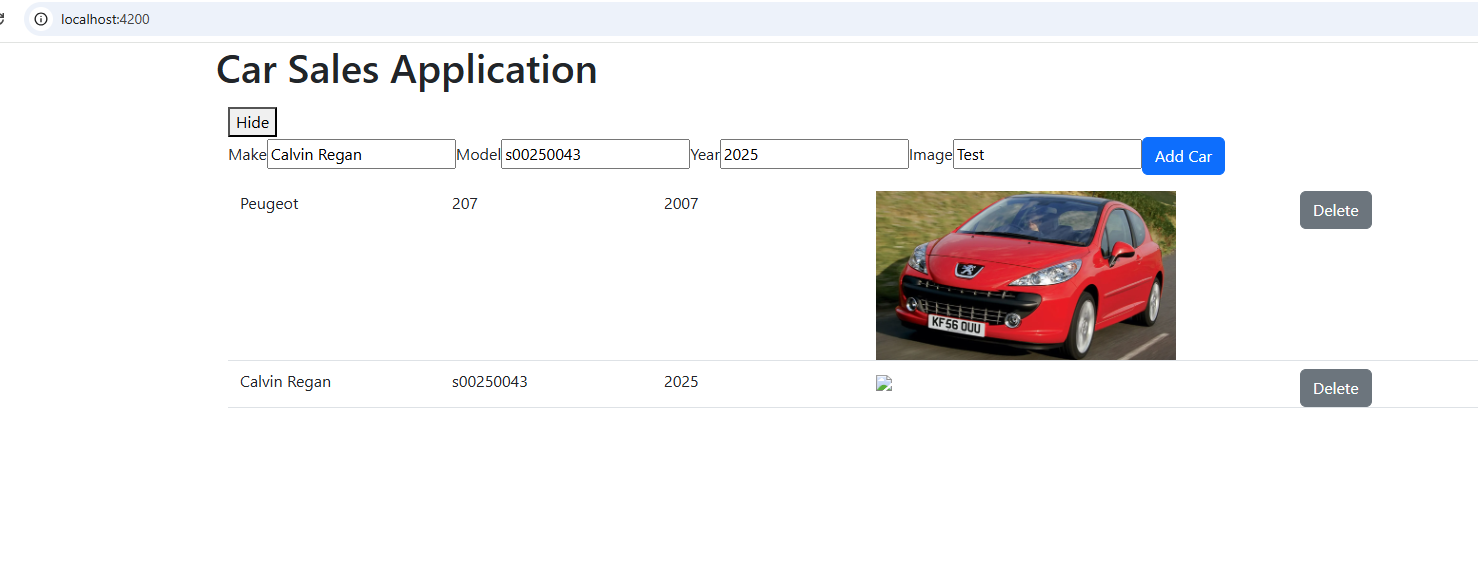 localhost:4200
Car Sales Application
Hide
Make Calvin Regan Model s00250043 Year 2025 Image Test Add Car
Peugeot 207 2007 Delete
KF56 OUU
Calvin Regan s00250043 2025 Delete